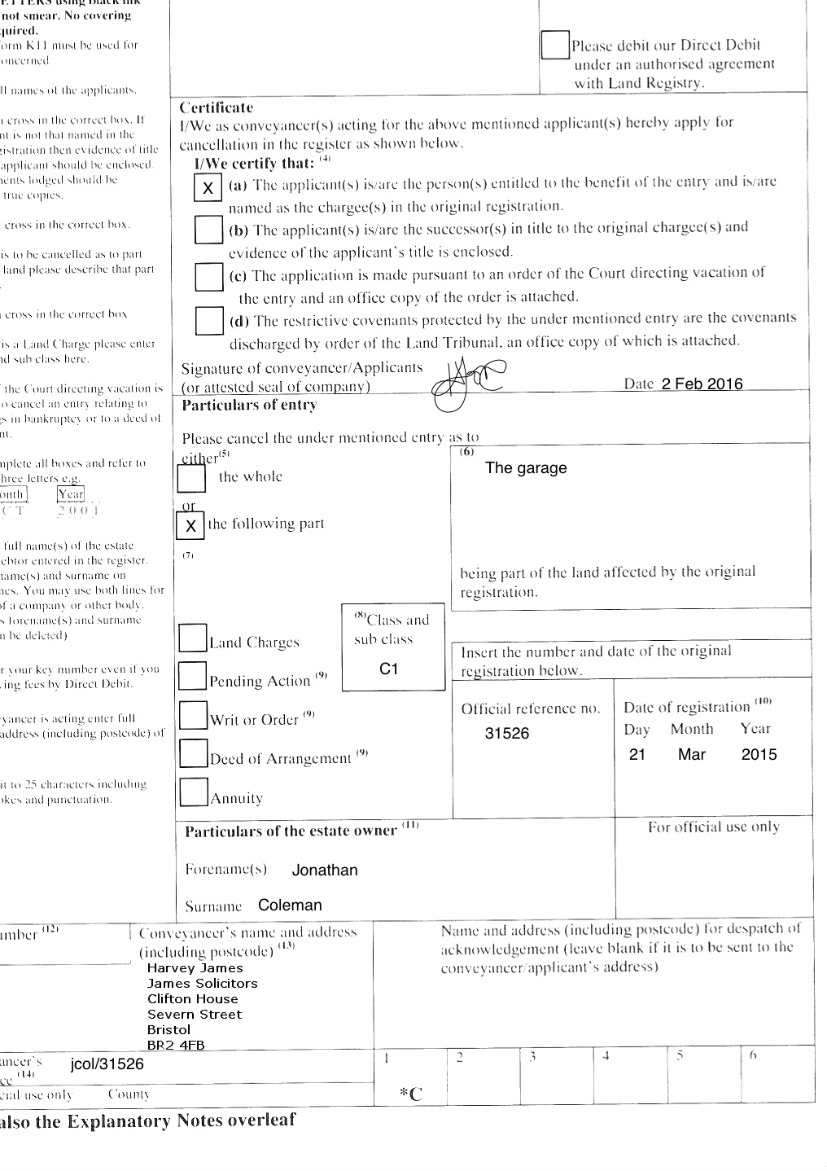 not smear. No covering
quired.
orm K11 must be used for
oncerned
ll names of the applicants.
cross in the correct box. If
nt is not that named in the
gistration then evidence of title
applicant should be enclosed.
ments lodged should be
true copies.
cross in the correct box.
is to be cancelled as to part
land please describe that part
cross in the correct box
is a Land Charge please enter
nd sub class here.
f the Court directing vacation is
o cancel an entry relating to
gs in bankruptcy or to a deed of
nt.
mplete all boxes and refer to
hree letters e.g.
onth Year
CT 2001
full name(s) of the estate
ebtor entered in the register.
name(s) and surname on
nes. You may use both lines for
of a company or other body.
s forename(s) and surname
n be deleted)
r your key number even if you
ing fees by Direct Debit.
yancer is acting enter full
address (including postcode) of
it to 25 characters including
okes and punctuation.
Please debit our Direct Debit
under an authorised agreement
with Land Registry.
Certificate
I/We as conveyancer(s) acting for the above mentioned applicant(s) hereby apply for
cancellation in the register as shown below.
I/We certify that: (4)
X (a) The applicant(s) is/are the person(s) entitled to the benefit of the entry and is/are
named as the chargee(s) in the original registration.
(b) The applicant(s) is/are the successor(s) in title to the original chargee(s) and
evidence of the applicant's title is enclosed.
(c) The application is made pursuant to an order of the Court directing vacation of
the entry and an office copy of the order is attached.
(d) The restrictive covenants protected by the under mentioned entry are the covenants
discharged by order of the Land Tribunal, an office copy of which is attached.
Signature of conveyancer/Applicants
(or attested seal of company)
Date 2 Feb 2016
Particulars of entry
Please cancel the under mentioned entry as to
either(5)
the whole
or
X the following part
(6)
The garage
being part of the land affected by the original
registration.
(7)
Land Charges
Pending Action (9)
Writ or Order (9)
Deed of Arrangement (9)
Annuity
(8)Class and
sub class
C1
Insert the number and date of the original
registration below.
Official reference no.
31526
Date of registration (10)
Day Month Year
21 Mar 2015
Particulars of the estate owner (11)
Forename(s) Jonathan
Surname Coleman
For official use only
umber (12)
Conveyancer's name and address
(including postcode) (13)
Harvey James
James Solicitors
Clifton House
Severn Street
Bristol
BR2 4FB
Name and address (including postcode) for despatch of
acknowledgement (leave blank if it is to be sent to the
conveyancer/applicant's address)
ancer's jcol/31526
ce (14)
cial use only County
1 2 3 4 5 6
*C
also the Explanatory Notes overleaf